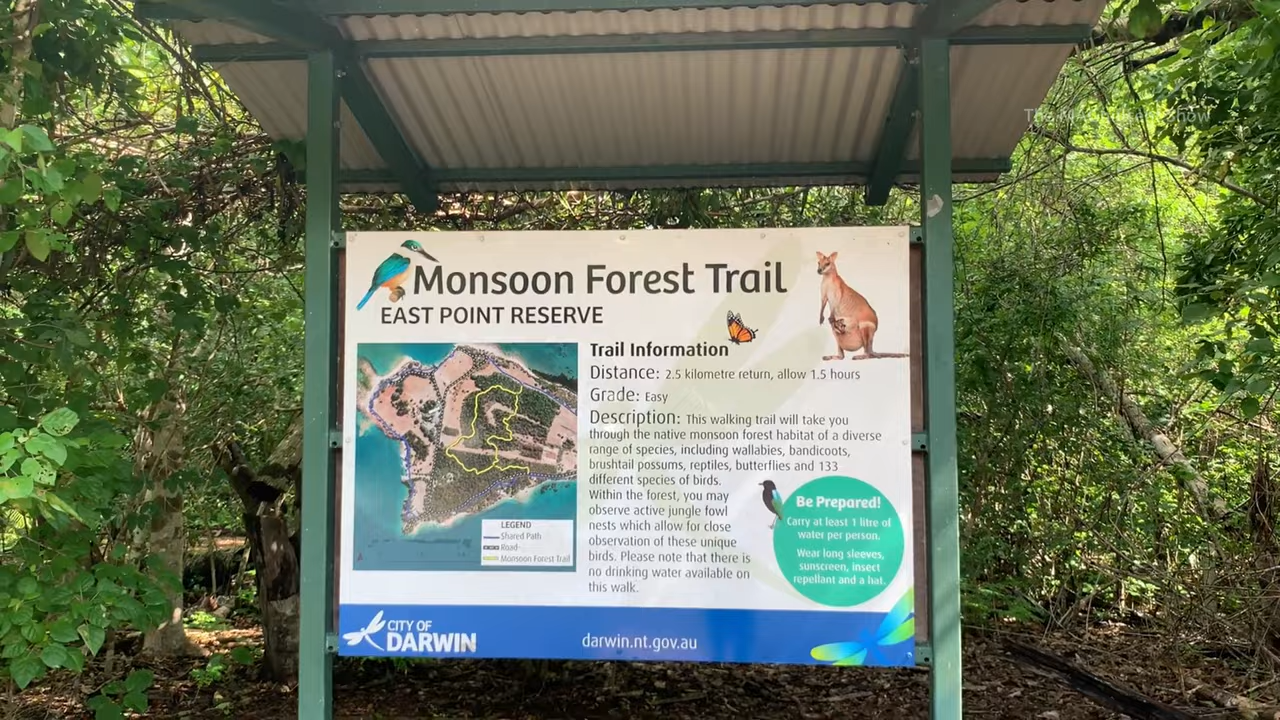 Monsoon Forest Trail
EAST POINT RESERVE
Trail Information
Distance: 2.5 kilometre return, allow 1.5 hours
Grade: Easy
Description: This walking trail will take you
through the native monsoon forest habitat of a diverse
range of species, including wallabies, bandicoots,
brushtail possums, reptiles, butterflies and 133
different species of birds.
Within the forest, you may
observe active jungle fowl
nests which allow for close
observation of these unique
birds. Please note that there is
no drinking water available on
this walk.
Be Prepared!
Carry at least 1 litre of
water per person.
Wear long sleeves,
sunscreen, insect
repellant and a hat.
LEGEND
Shared Path
Road
Monsoon Forest Trail
CITY OF
DARWIN
darwin.nt.gov.au